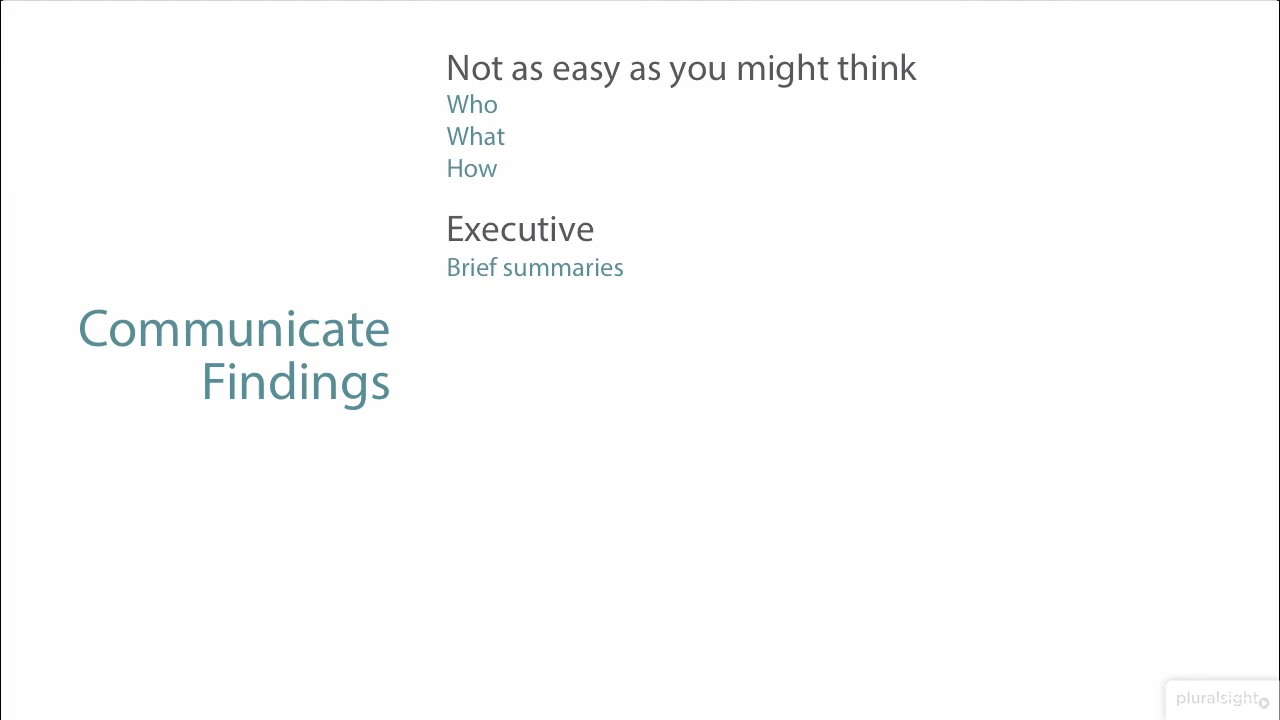 Not as easy as you might think
Who
What
How
Executive
Brief summaries
Communicate
Findings
pluralsight